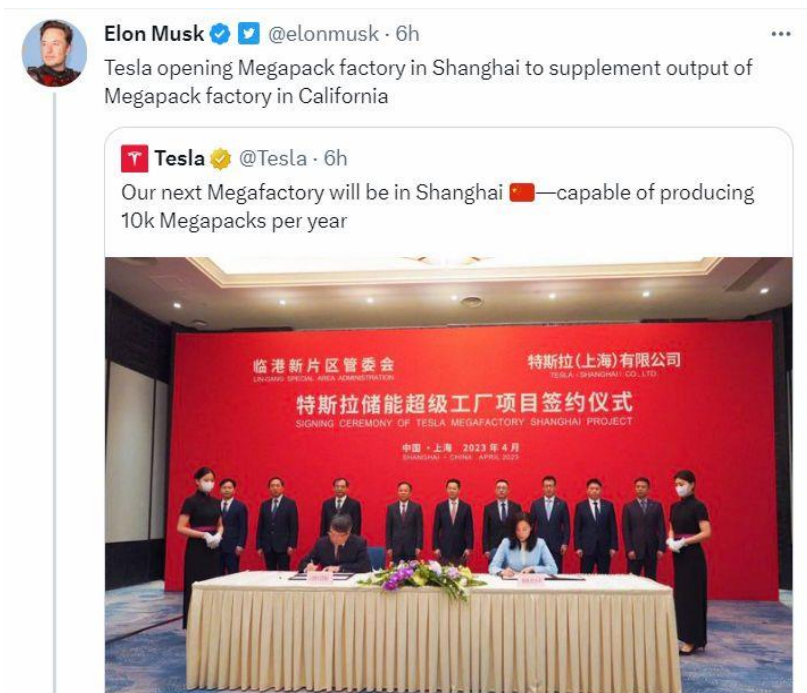 Elon Musk @elonmusk · 6h
Tesla opening Megapack factory in Shanghai to supplement output of
Megapack factory in California
Tesla @Tesla · 6h
Our next Megafactory will be in Shanghai 🇨🇳—capable of producing
10k Megapacks per year
临港新片区管委会 特斯拉(上海)有限公司
LIN-GANG SPECIAL AREA ADMINISTRATION TESLA (SHANGHAI) CO., LTD
特斯拉储能超级工厂项目签约仪式
SIGNING CEREMONY OF TESLA MEGAFACTORY SHANGHAI PROJECT
中国·上海 2023年4月
SHANGHAI · CHINA APRIL 2023